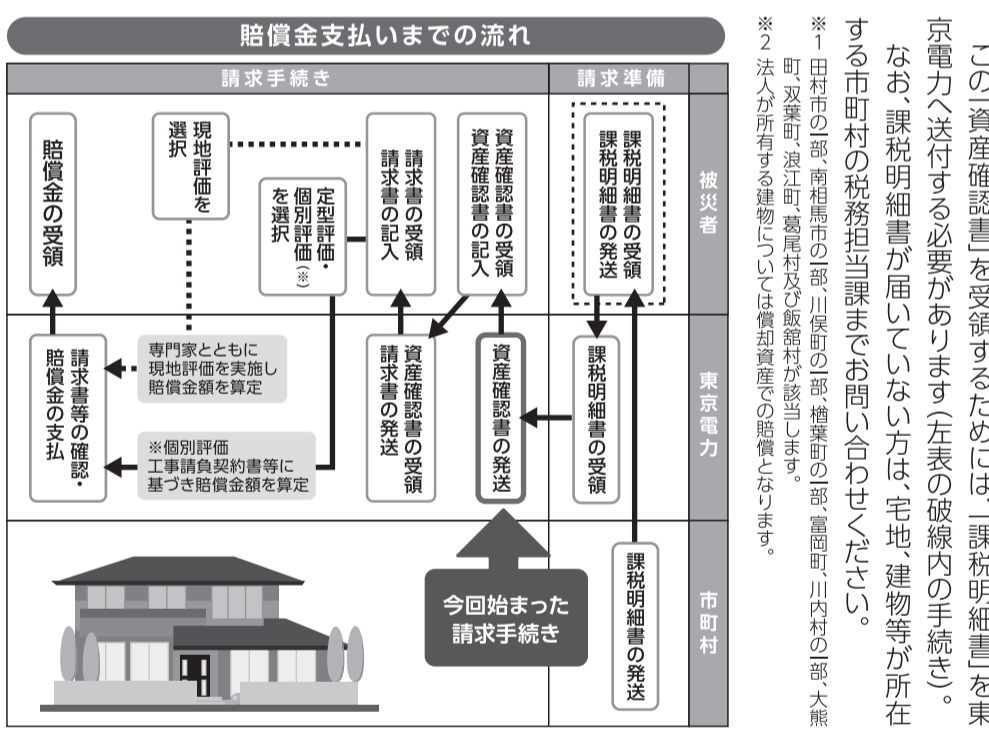 この「資産確認書」を受領するためには、「課税明細書」を東
京電力へ送付する必要があります（左表の破線内の手続き）。
なお、課税明細書が届いていない方は、宅地、建物等が所在
する市町村の税務担当課までお問い合わせください。
※1 田村市の一部、南相馬市の一部、川俣町の一部、楢葉町の一部、富岡町、川内村の一部、大熊
町、双葉町、浪江町、葛尾村及び飯舘村が該当します。
※2 法人が所有する建物については償却資産での賠償となります。
賠償金支払いまでの流れ
請求準備
請求手続き
被災者
課税明細書の受領
課税明細書の発送
資産確認書の受領
資産確認書の記入
請求書の受領
請求書の記入
定型評価・
個別評価（※）
を選択
現地評価を
選択
賠償金の受領
東京電力
課税明細書の受領
資産確認書の発送
資産確認書の受領
請求書の発送
専門家とともに
現地評価を実施し
賠償金額を算定
※個別評価
工事請負契約書等に
基づき賠償金額を算定
請求書等の確認・
賠償金の支払
市町村
課税明細書の発送
今回始まった
請求手続き